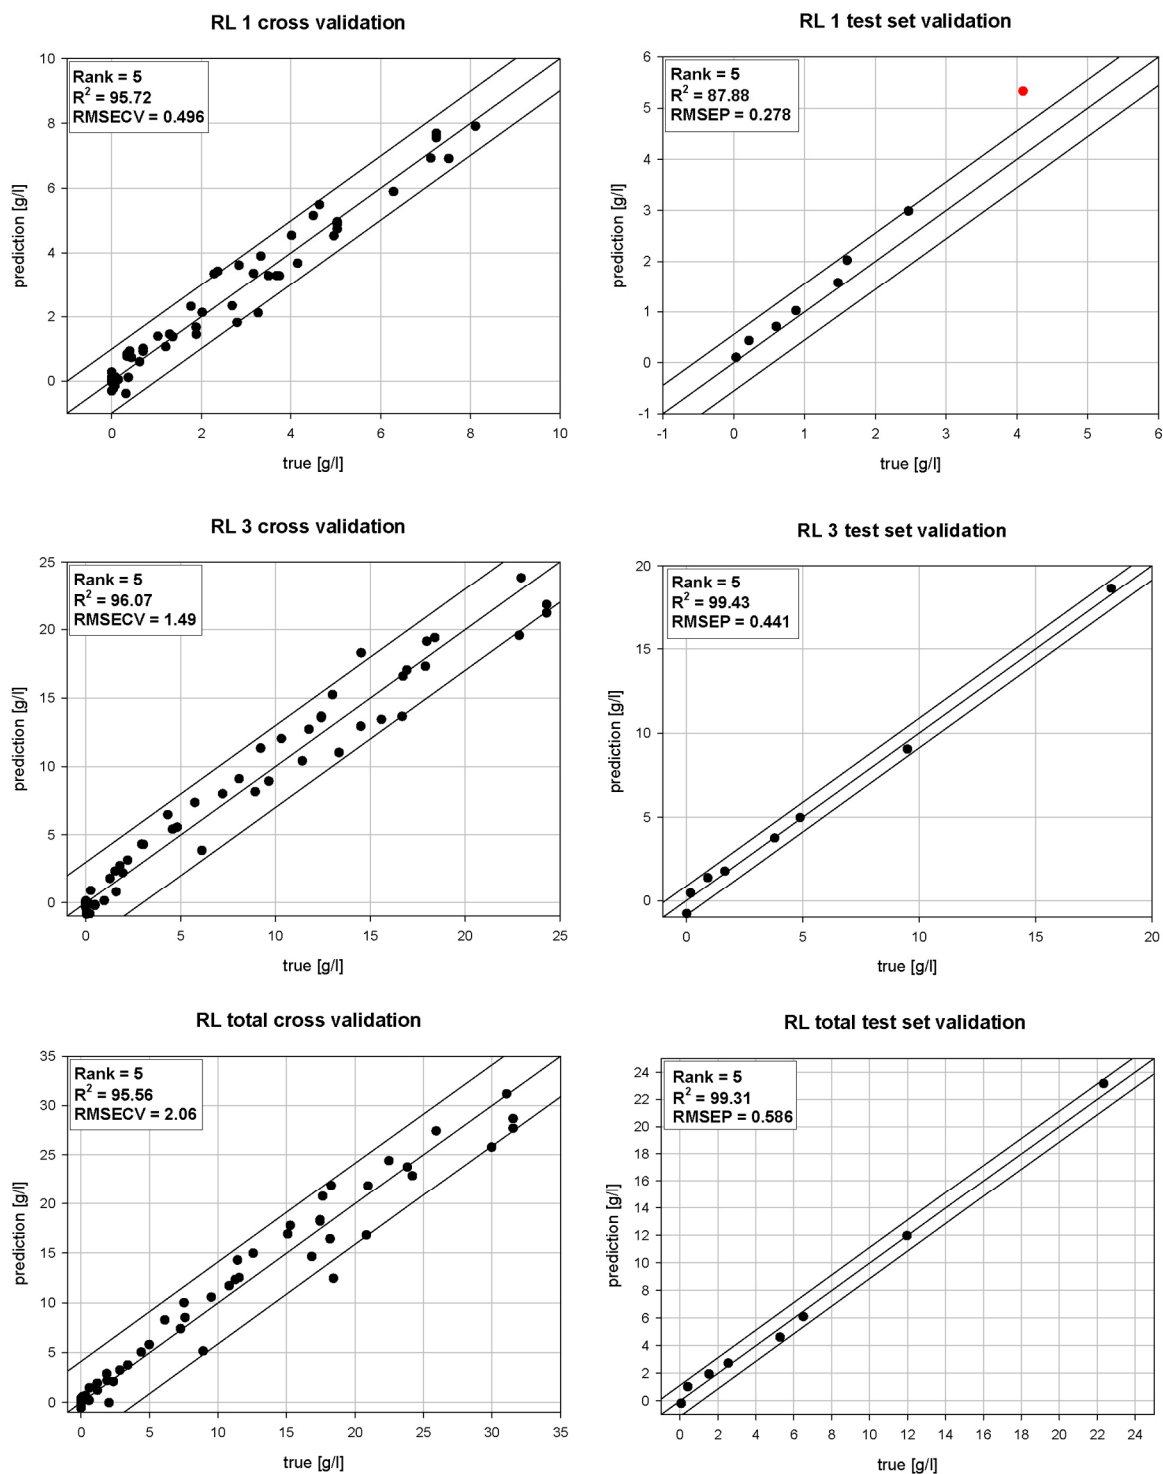 RL 1 cross validation
Rank = 5
R² = 95.72
RMSECV = 0.496
prediction [g/l]
10
8
6
4
2
0
0 2 4 6 8 10
true [g/l]
RL 1 test set validation
Rank = 5
R² = 87.88
RMSEP = 0.278
prediction [g/l]
6
5
4
3
2
1
0
-1
-1 0 1 2 3 4 5 6
true [g/l]
RL 3 cross validation
Rank = 5
R² = 96.07
RMSECV = 1.49
prediction [g/l]
25
20
15
10
5
0
0 5 10 15 20 25
true [g/l]
RL 3 test set validation
Rank = 5
R² = 99.43
RMSEP = 0.441
prediction [g/l]
20
15
10
5
0
0 5 10 15 20
true [g/l]
RL total cross validation
Rank = 5
R² = 95.56
RMSECV = 2.06
prediction [g/l]
35
30
25
20
15
10
5
0
0 5 10 15 20 25 30 35
true [g/l]
RL total test set validation
Rank = 5
R² = 99.31
RMSEP = 0.586
prediction [g/l]
24
22
20
18
16
14
12
10
8
6
4
2
0
0 2 4 6 8 10 12 14 16 18 20 22 24
true [g/l]